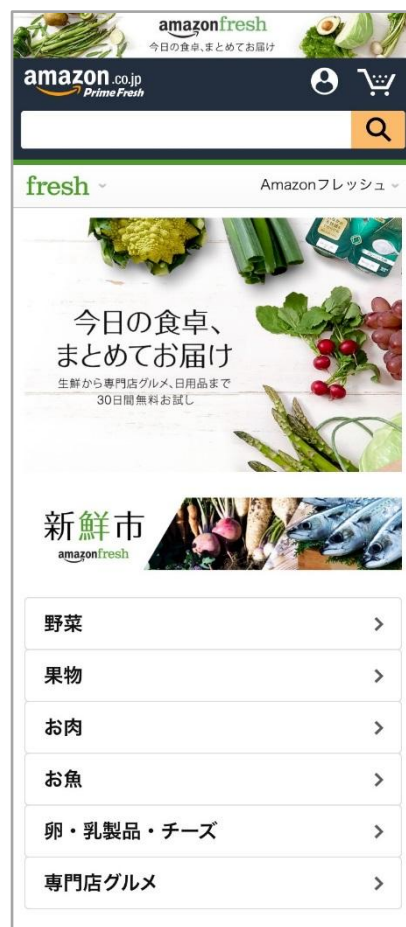 amazonfresh
今日の食卓、まとめてお届け
amazon.co.jp
Prime Fresh
fresh
Amazonフレッシュ
今日の食卓、
まとめてお届け
生鮮から専門店グルメ、日用品まで
30日間無料お試し
新鮮市
amazonfresh
野菜
果物
お肉
お魚
卵・乳製品・チーズ
専門店グルメ